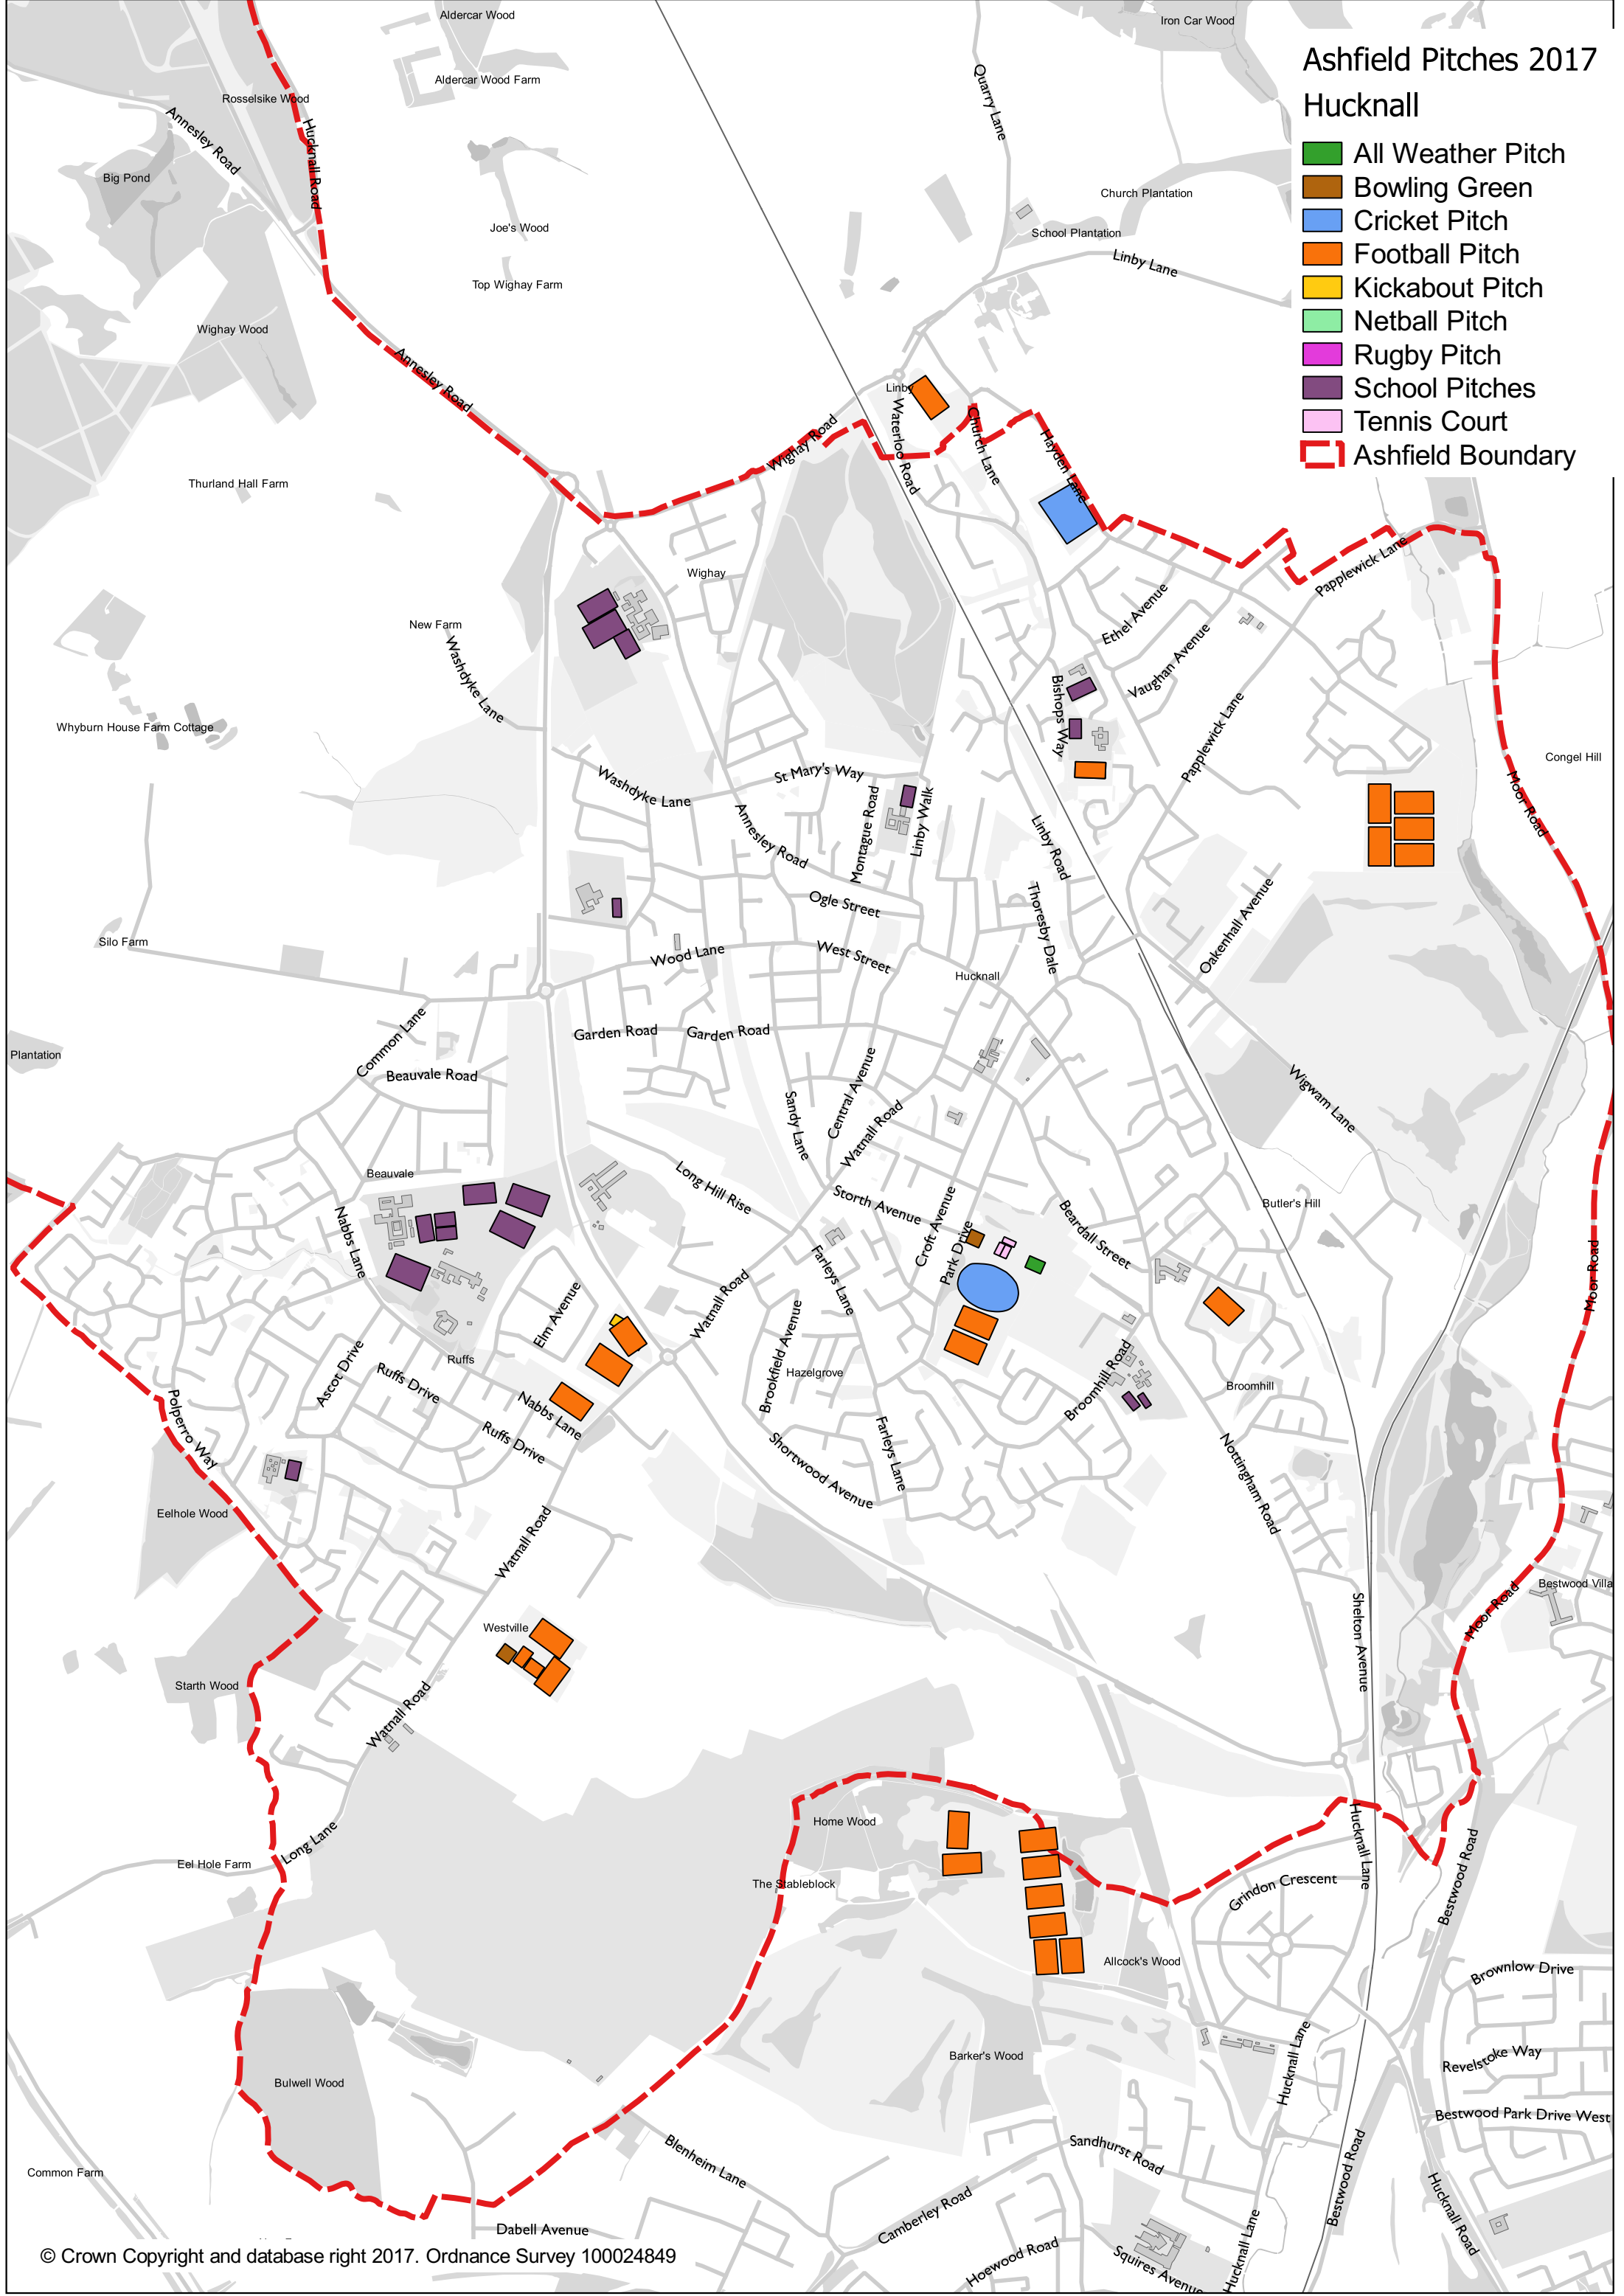 Aldercar Wood
Iron Car Wood
Ashfield Pitches 2017
Hucknall
All Weather Pitch
Bowling Green
Cricket Pitch
Football Pitch
Kickabout Pitch
Netball Pitch
Rugby Pitch
School Pitches
Tennis Court
Ashfield Boundary
Aldercar Wood Farm
Quarry Lane
Rosselsike Wood
Annesley Road
Hucknall Road
Big Pond
Church Plantation
Joe's Wood
School Plantation
Linby Lane
Top Wighay Farm
Wighay Wood
Annesley Road
Linby
Waterloo Road
Church Lane
Wighay Road
Hayden Lane
Thurland Hall Farm
Papplewick Lane
Wighay
Ethel Avenue
New Farm
Washdyke Lane
Vaughan Avenue
Bishops Way
Papplewick Lane
Whyburn House Farm Cottage
Congel Hill
St Mary's Way
Washdyke Lane
Moor Road
Annesley Road
Montague Road
Linby Walk
Linby Road
Ogle Street
Thoresby Dale
Oakenhall Avenue
Silo Farm
Wood Lane
West Street
Hucknall
Garden Road
Garden Road
Common Lane
Plantation
Beauvale Road
Central Avenue
Wigwam Lane
Sandy Lane
Watnall Road
Beauvale
Long Hill Rise
Storth Avenue
Butler's Hill
Nabbs Lane
Croft Avenue
Park Drive
Beardall Street
Farleys Lane
Moor Road
Elm Avenue
Watnall Road
Ruffs
Ascot Drive
Ruffs Drive
Brookfield Avenue
Hazelgrove
Broomhill Road
Broomhill
Nabbs Lane
Polperro Way
Ruffs Drive
Shortwood Avenue
Farleys Lane
Nottingham Road
Eelhole Wood
Watnall Road
Bestwood Villa
Shelton Avenue
Moor Road
Westville
Starth Wood
Watnall Road
Home Wood
Hucknall Lane
Long Lane
Eel Hole Farm
The Stableblock
Grindon Crescent
Bestwood Road
Allcock's Wood
Brownlow Drive
Barker's Wood
Hucknall Lane
Revelstoke Way
Bulwell Wood
Bestwood Park Drive West
Blenheim Lane
Sandhurst Road
Common Farm
Bestwood Road
Hucknall Road
Camberley Road
Dabell Avenue
Hoewood Road
Squires Avenue
Hucknall Lane
© Crown Copyright and database right 2017. Ordnance Survey 100024849